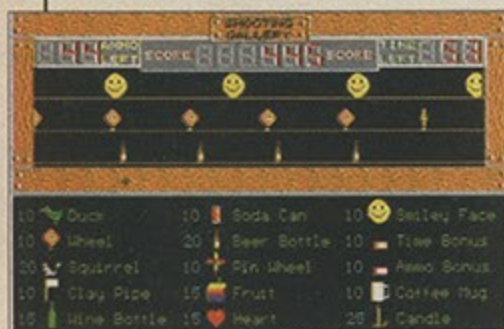 SHOOTING
GALLERY
AMMO
LEFT
SCORE
445
SCORE
TIME
LEFT
10 Duck
10 Soda Can
10 Smiley Face
10 Wheel
20 Beer Bottle
10 Time Bonus
20 Squirrel
10 Pin Wheel
10 Ammo Bonus
10 Clay Pipe
15 Fruit
10 Coffee Mug
15 Wine Bottle
15 Heart
25 Candle